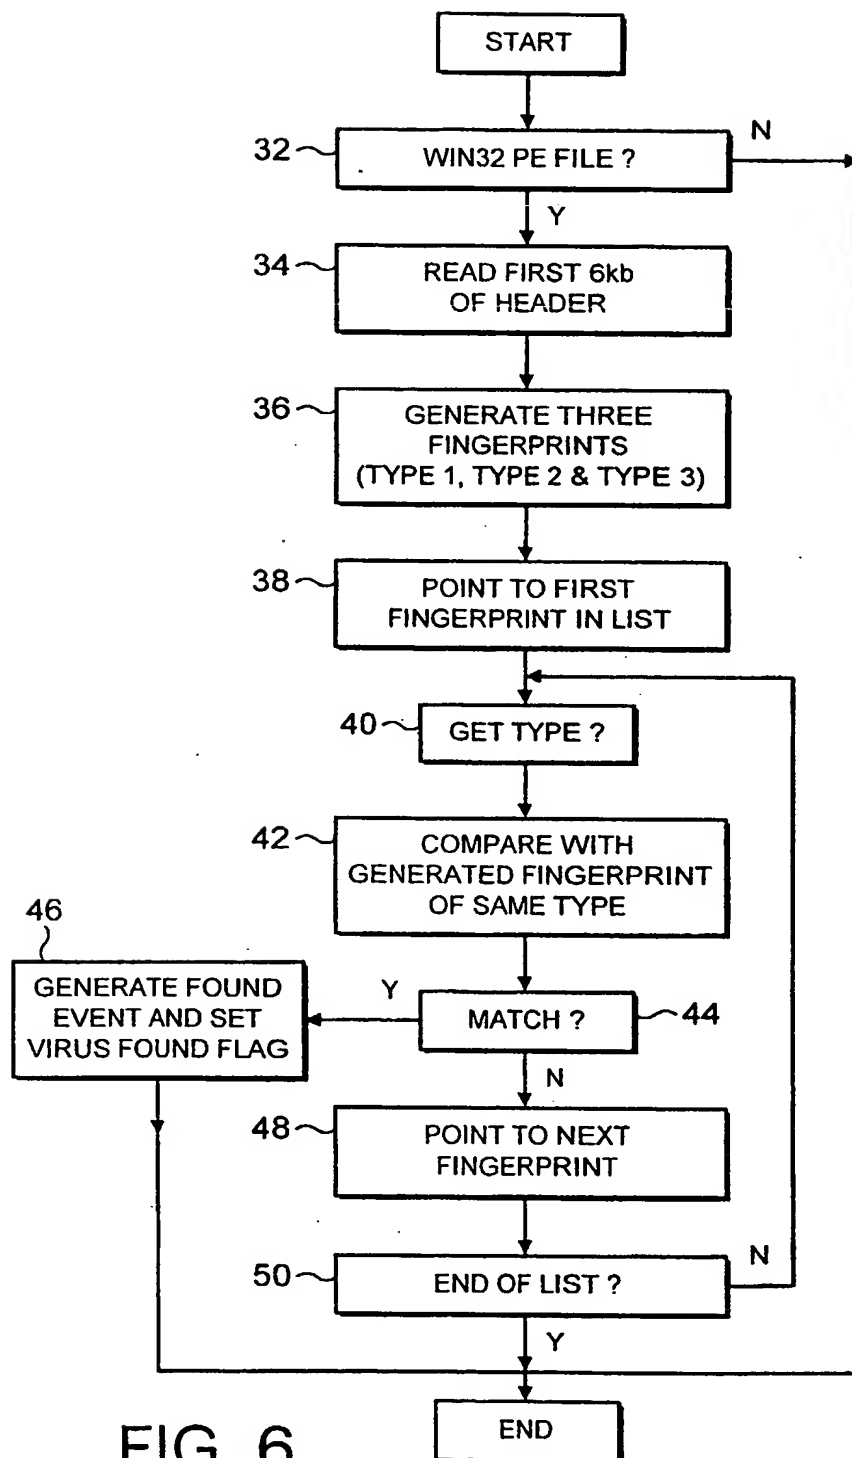 START
32
WIN32 PE FILE ?
N
Y
34
READ FIRST 6kb
OF HEADER
36
GENERATE THREE
FINGERPRINTS
(TYPE 1, TYPE 2 & TYPE 3)
38
POINT TO FIRST
FINGERPRINT IN LIST
40
GET TYPE ?
42
COMPARE WITH
GENERATED FINGERPRINT
OF SAME TYPE
46
GENERATE FOUND
EVENT AND SET
VIRUS FOUND FLAG
Y
MATCH ?
44
N
48
POINT TO NEXT
FINGERPRINT
50
END OF LIST ?
N
Y
END
FIG. 6